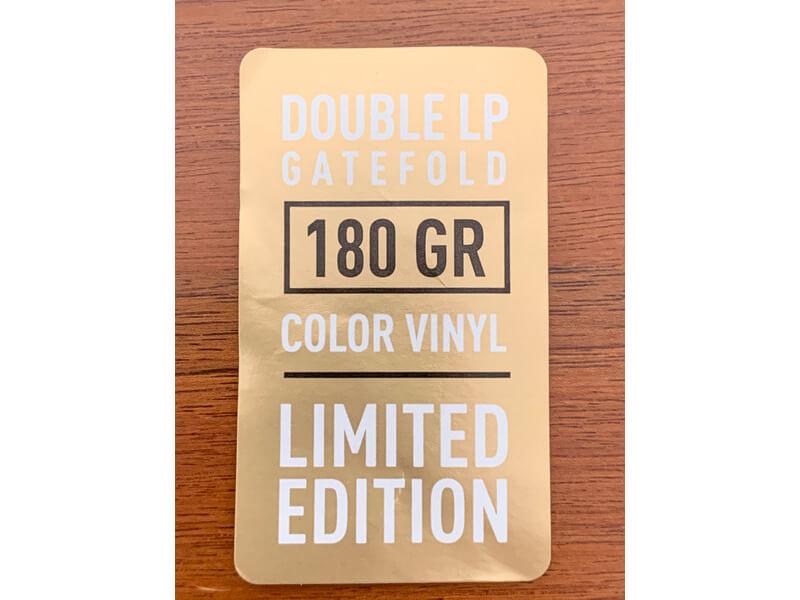 DOUBLE LP
GATEFOLD
180 GR
COLOR VINYL
LIMITED
EDITION